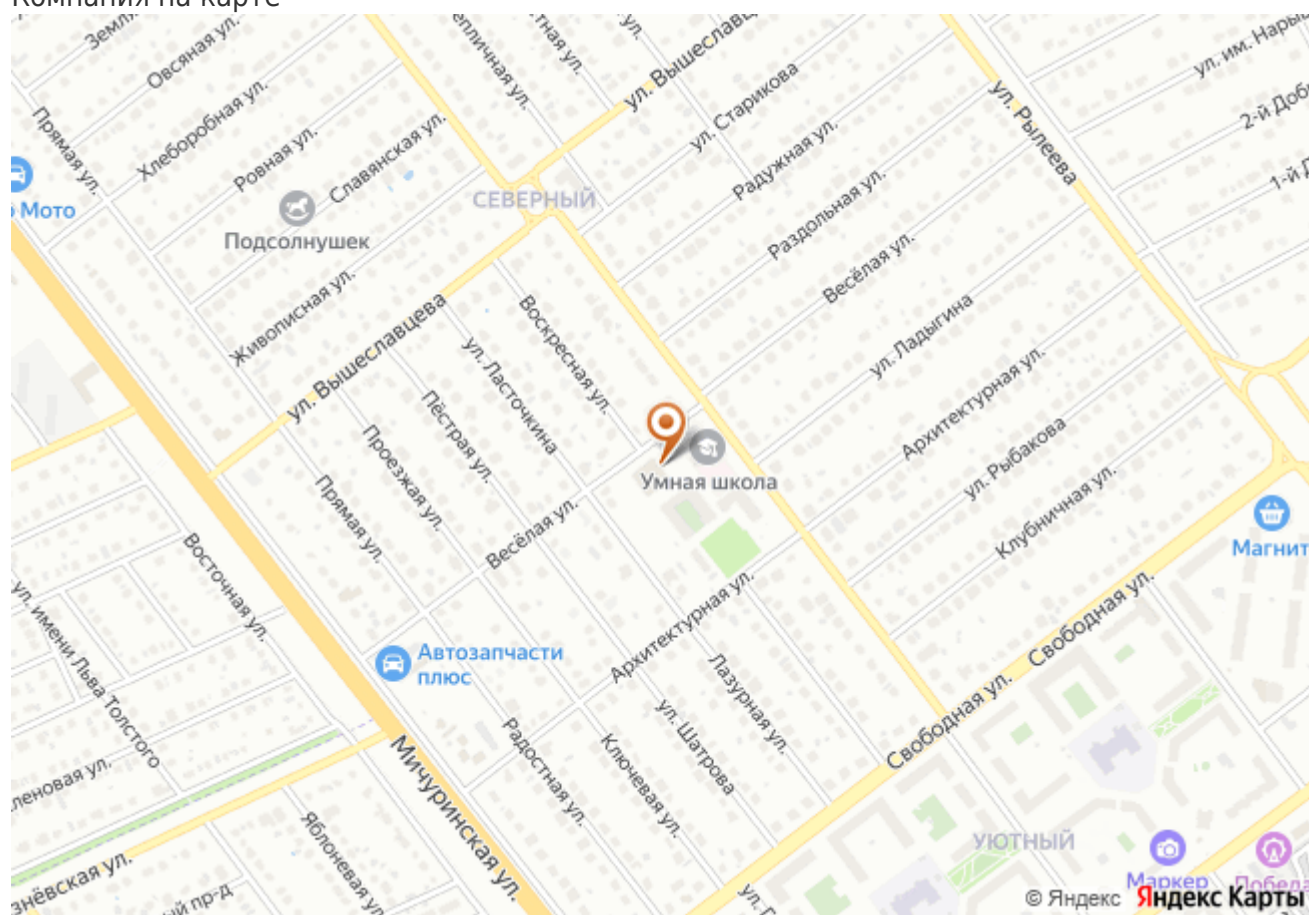 Компания на карте
Овсяная ул.
Хлеборобная ул.
Ровная ул.
Славянская ул.
Прямая ул.
Мото
Подсолнушек
СЕВЕРНЫЙ
Живописная ул.
ул. Вышеславцева
ул. Старикова
Радужная ул.
Раздольная ул.
Весёлая ул.
ул. Ладыгина
Архитектурная ул.
ул. Рыбакова
Клубничная ул.
ул. Рылеева
Воскресная ул.
ул. Ласточкина
Пёстрая ул.
Проезжая ул.
Прямая ул.
Весёлая ул.
Умная школа
Магнит
Восточная ул.
ул. имени Льва Толстого
Автозапчасти
плюс
Архитектурная ул.
Лазурная ул.
ул. Шатрова
Ключевая ул.
Радостная ул.
Мичуринская ул.
Яблоневая ул.
Свободная ул.
Свободная ул.
УЮТНЫЙ
Маркер
Победа
© Яндекс Яндекс Карты